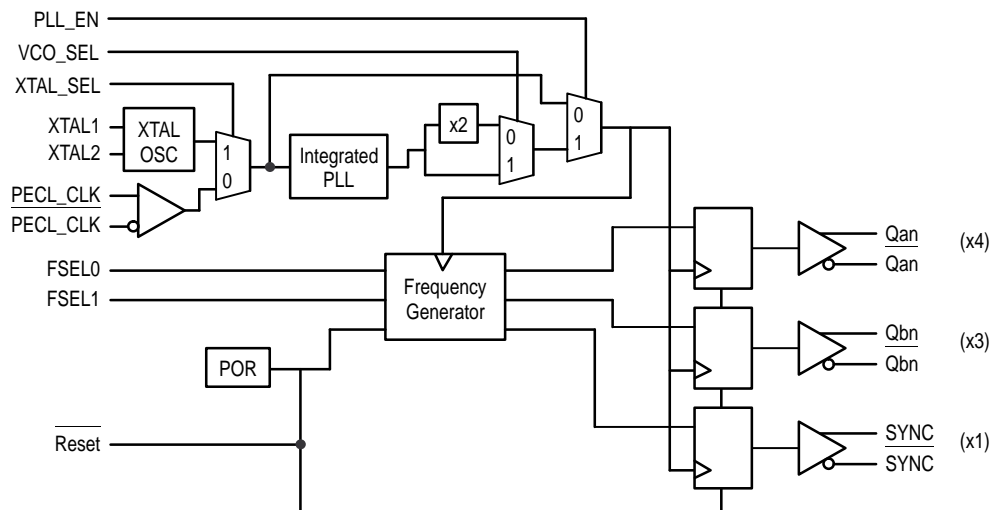 PLL_EN
VCO_SEL
XTAL_SEL
XTAL1
XTAL2
XTAL
OSC
1
0
PECL_CLK
PECL_CLK
Integrated
PLL
x2
0
1
0
1
FSEL0
FSEL1
Frequency
Generator
POR
Reset
Qan
Qan
(x4)
Qbn
Qbn
(x3)
SYNC
SYNC
(x1)